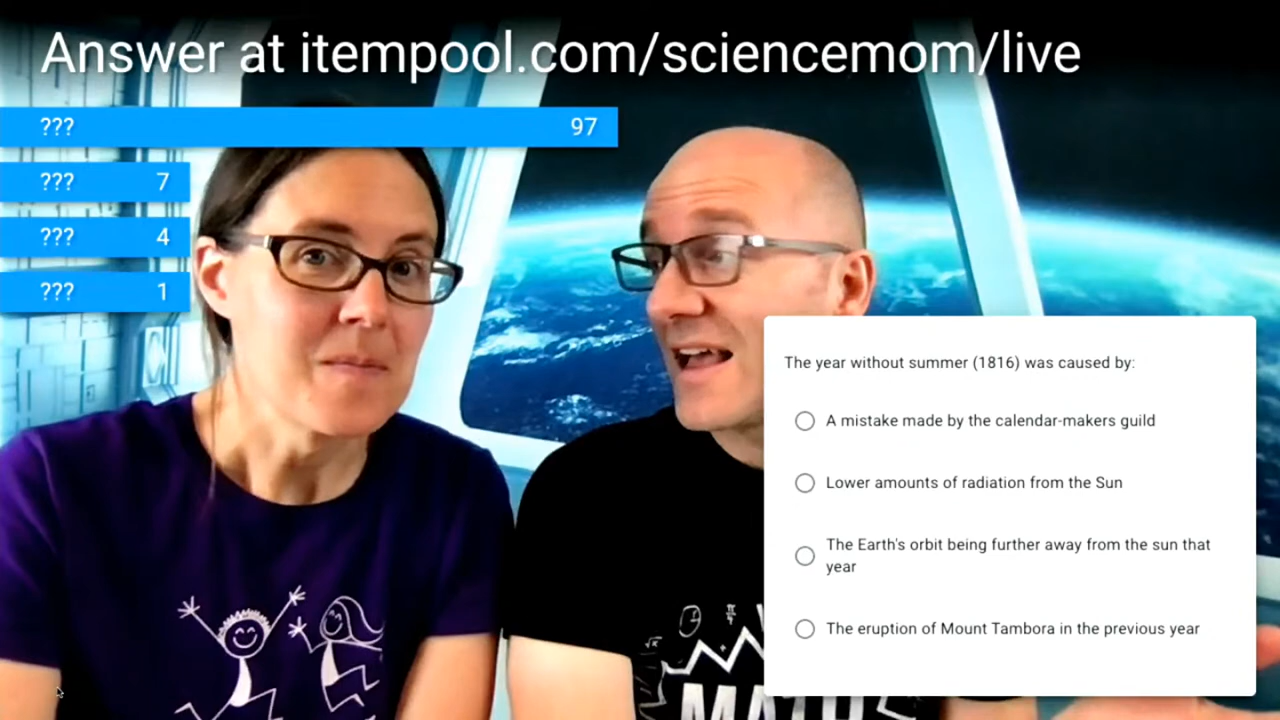 Answer at itempool.com/sciencemom/live
??? 97
??? 7
??? 4
??? 1
The year without summer (1816) was caused by:
A mistake made by the calendar-makers guild
Lower amounts of radiation from the Sun
The Earth's orbit being further away from the sun that
year
The eruption of Mount Tambora in the previous year
MATH